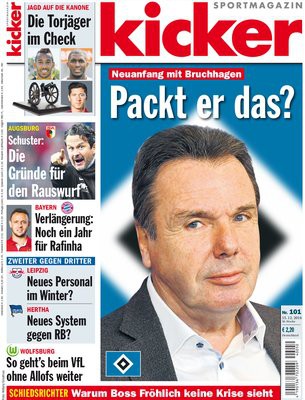 kicker
JAGD AUF DIE KANONE
Die Torjäger
im Check
AUGSBURG
Schuster:
Die
Gründe
für den
Rauswurf
BAYERN
Verlängerung:
Noch ein Jahr
für Rafinha
ZWEITER GEGEN DRITTER
LEIPZIG
Neues Personal
im Winter?
HERTHA
Neues System
gegen RB?
WOLFSBURG
So geht's beim VfL
ohne Allofs weiter
SPORTMAGAZIN
kicker
Neuanfang mit Bruchhagen
Packt er das?
Nr. 101
€ 2,20
SCHIEDSRICHTER Warum Boss Fröhlich keine Krise sieht